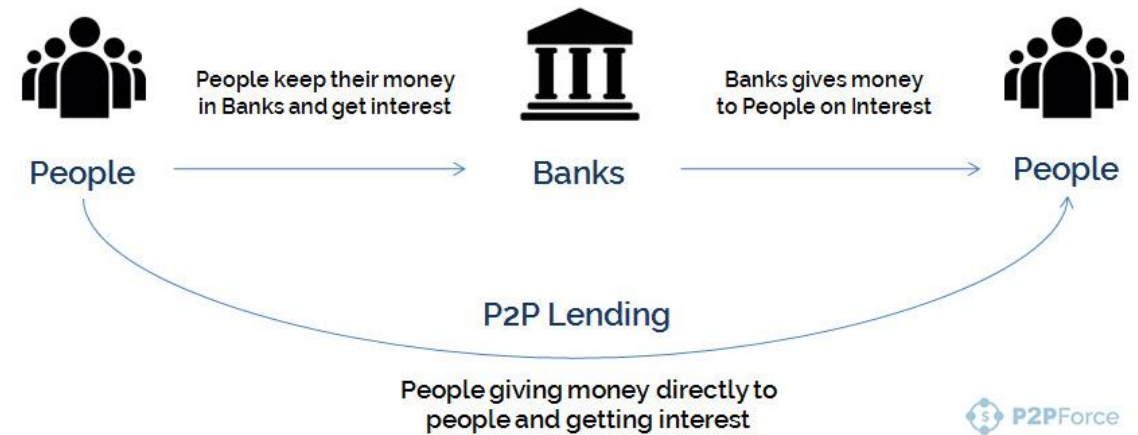 People keep their money
in Banks and get interest
Banks gives money
to People on Interest
People
Banks
People
P2P Lending
People giving money directly to
people and getting interest
P2PForce